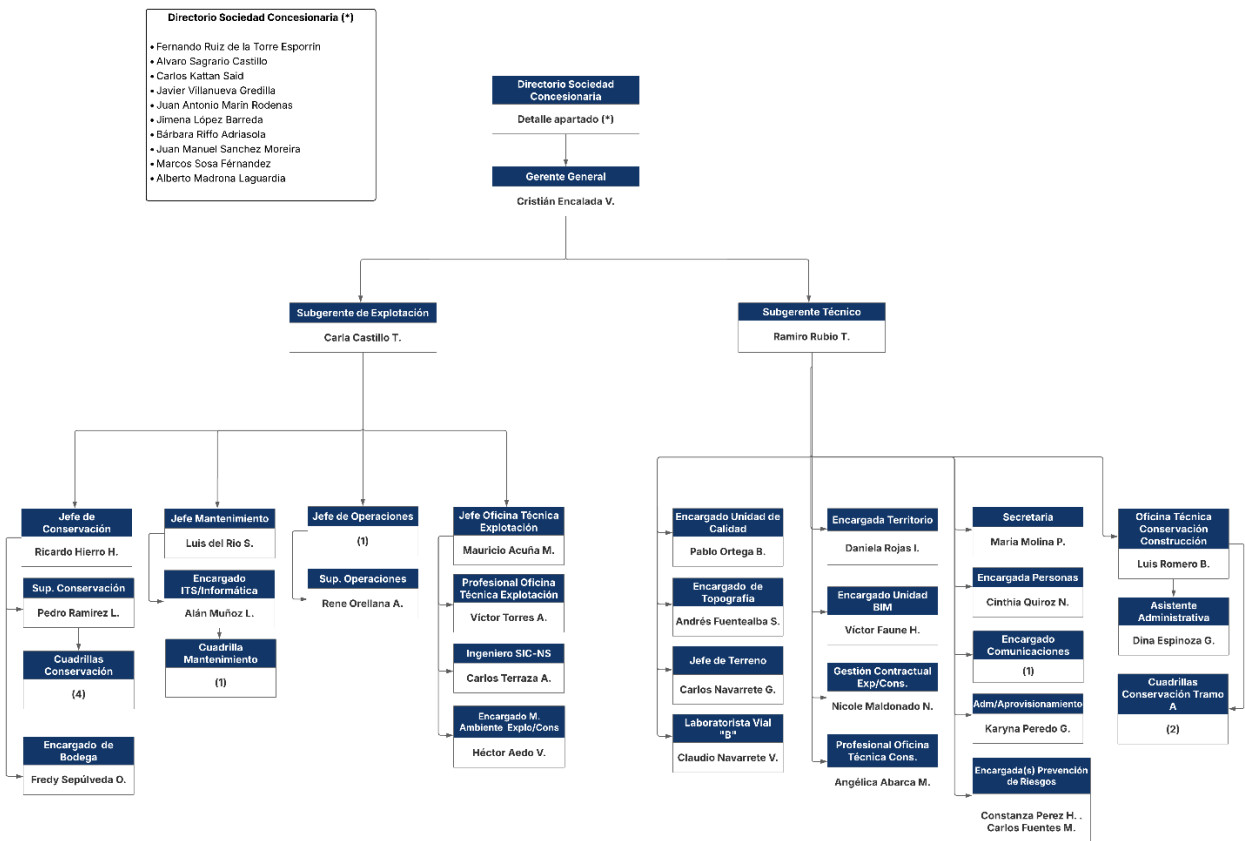 Directorio Sociedad Concesionaria (*)
• Fernando Ruiz de la Torre Esporrín
• Alvaro Sagrario Castillo
• Carlos Kattan Said
• Javier Villanueva Gredilla
• Juan Antonio Marín Rodenas
• Jimena López Barreda
• Bárbara Riffo Adriasola
• Juan Manuel Sanchez Moreira
• Marcos Sosa Férnandez
• Alberto Madrona Laguardia
Directorio Sociedad
Concesionaria
Detalle apartado (*)
Gerente General
Cristián Encalada V.
Subgerente de Explotación
Carla Castillo T.
Subgerente Técnico
Ramiro Rubio T.
Jefe de
Conservación
Ricardo Hierro H.
Sup. Conservación
Pedro Ramirez L.
Cuadrillas
Conservación
(4)
Encargado de
Bodega
Fredy Sepúlveda O.
Jefe Mantenimiento
Luis del Rio S.
Encargado
ITS/Informática
Alán Muñoz L.
Cuadrilla
Mantenimiento
(1)
Jefe de Operaciones
(1)
Sup. Operaciones
Rene Orellana A.
Jefe Oficina Técnica
Explotación
Mauricio Acuña M.
Profesional Oficina
Técnica Explotación
Víctor Torres A.
Ingeniero SIC-NS
Carlos Terraza A.
Encargado M.
Ambiente Explo/Cons
Héctor Aedo V.
Encargado Unidad de
Calidad
Pablo Ortega B.
Encargado de
Topografía
Andrés Fuentealba S.
Jefe de Terreno
Carlos Navarrete G.
Laboratorista Vial
"B"
Claudio Navarrete V.
Encargada Territorio
Daniela Rojas I.
Encargado Unidad
BIM
Víctor Faune H.
Gestión Contractual
Exp/Cons.
Nicole Maldonado N.
Profesional Oficina
Técnica Cons.
Angélica Abarca M.
Secretaria
María Molina P.
Encargada Personas
Cinthia Quiroz N.
Encargado
Comunicaciones
(1)
Adm/Aprovisionamiento
Karyna Peredo G.
Encargada(s) Prevención
de Riesgos
Constanza Perez H. .
Carlos Fuentes M.
Oficina Técnica
Conservación
Construcción
Luis Romero B.
Asistente
Administrativa
Dina Espinoza G.
Cuadrillas
Conservación Tramo
A
(2)